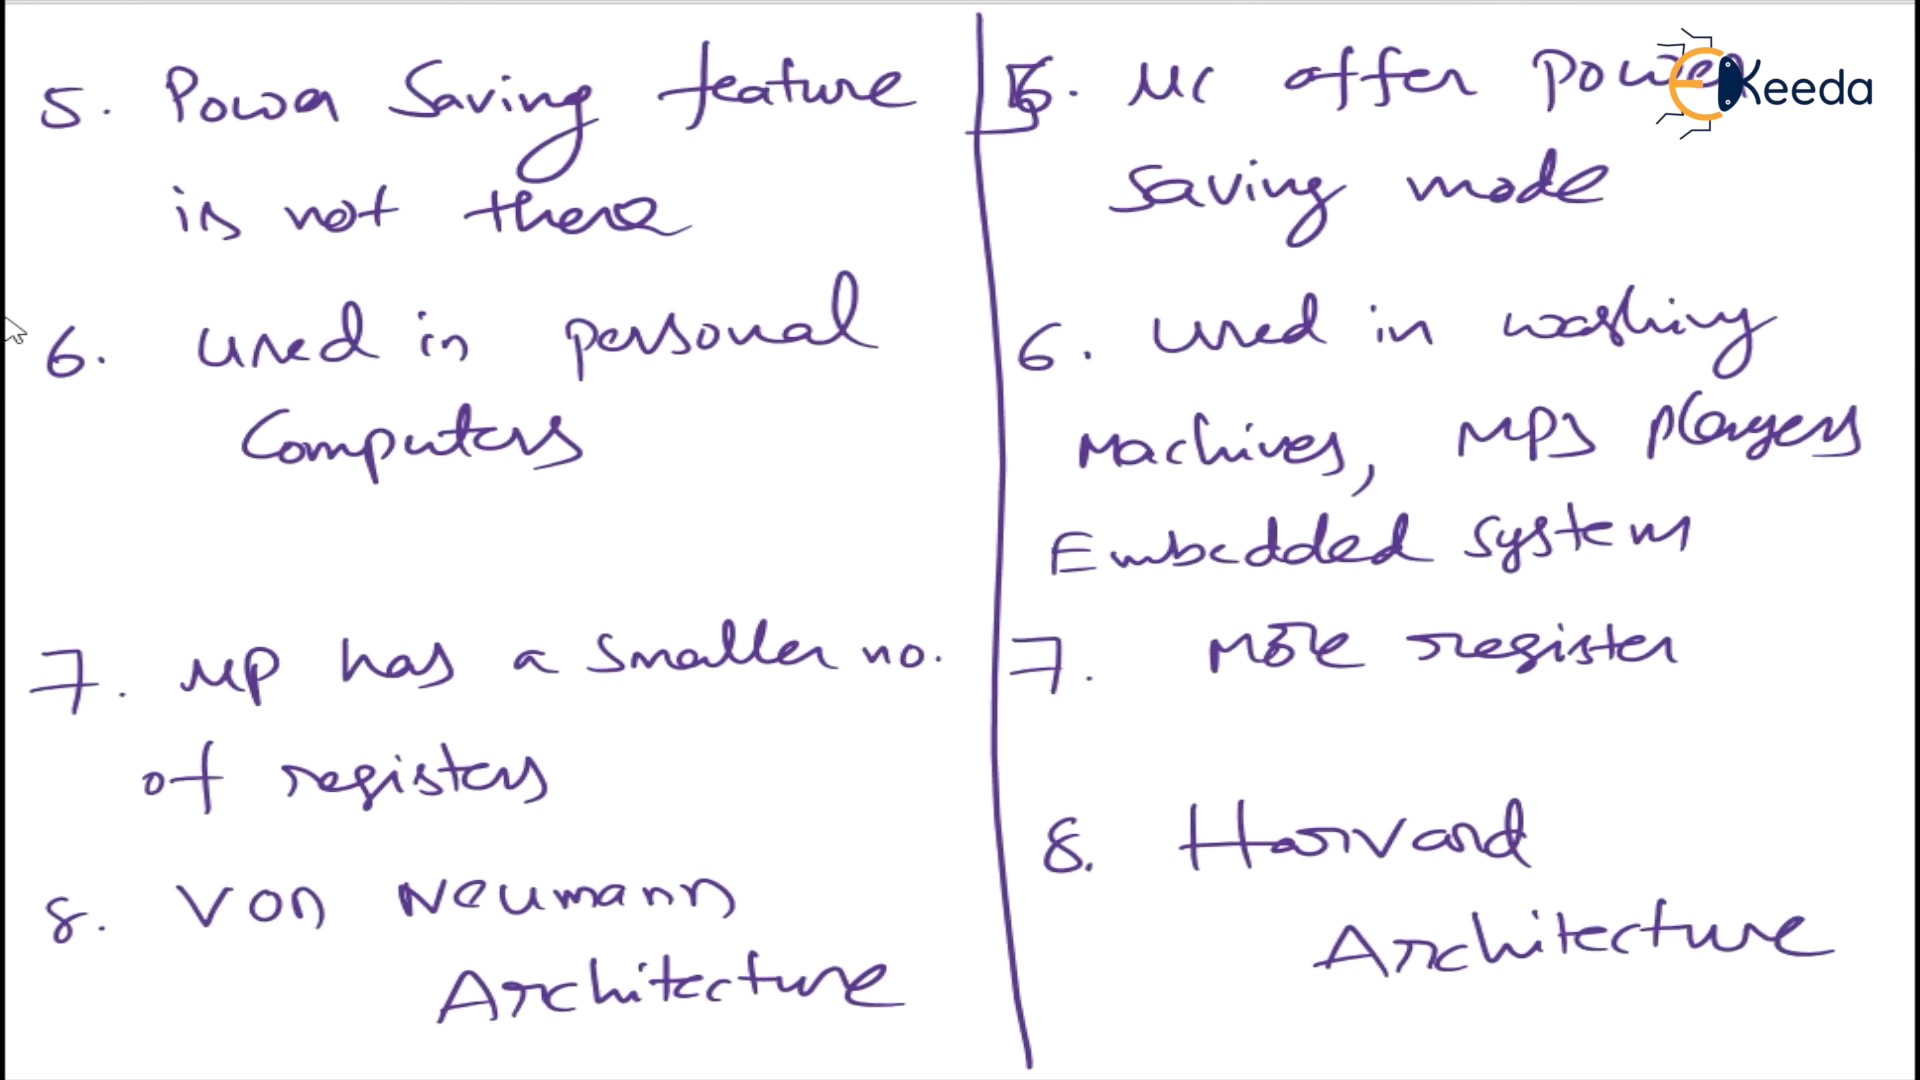 5. Power Saving feature
is not there
6. used in personal
Computers
7. MP has a smaller no.
of registers
8. Von Neumann
Architecture
5. MC offer power
saving mode
6. used in washing
Machines, MP3 players
Embedded system
7. More register
8. Harvard
Architecture
EKeeda